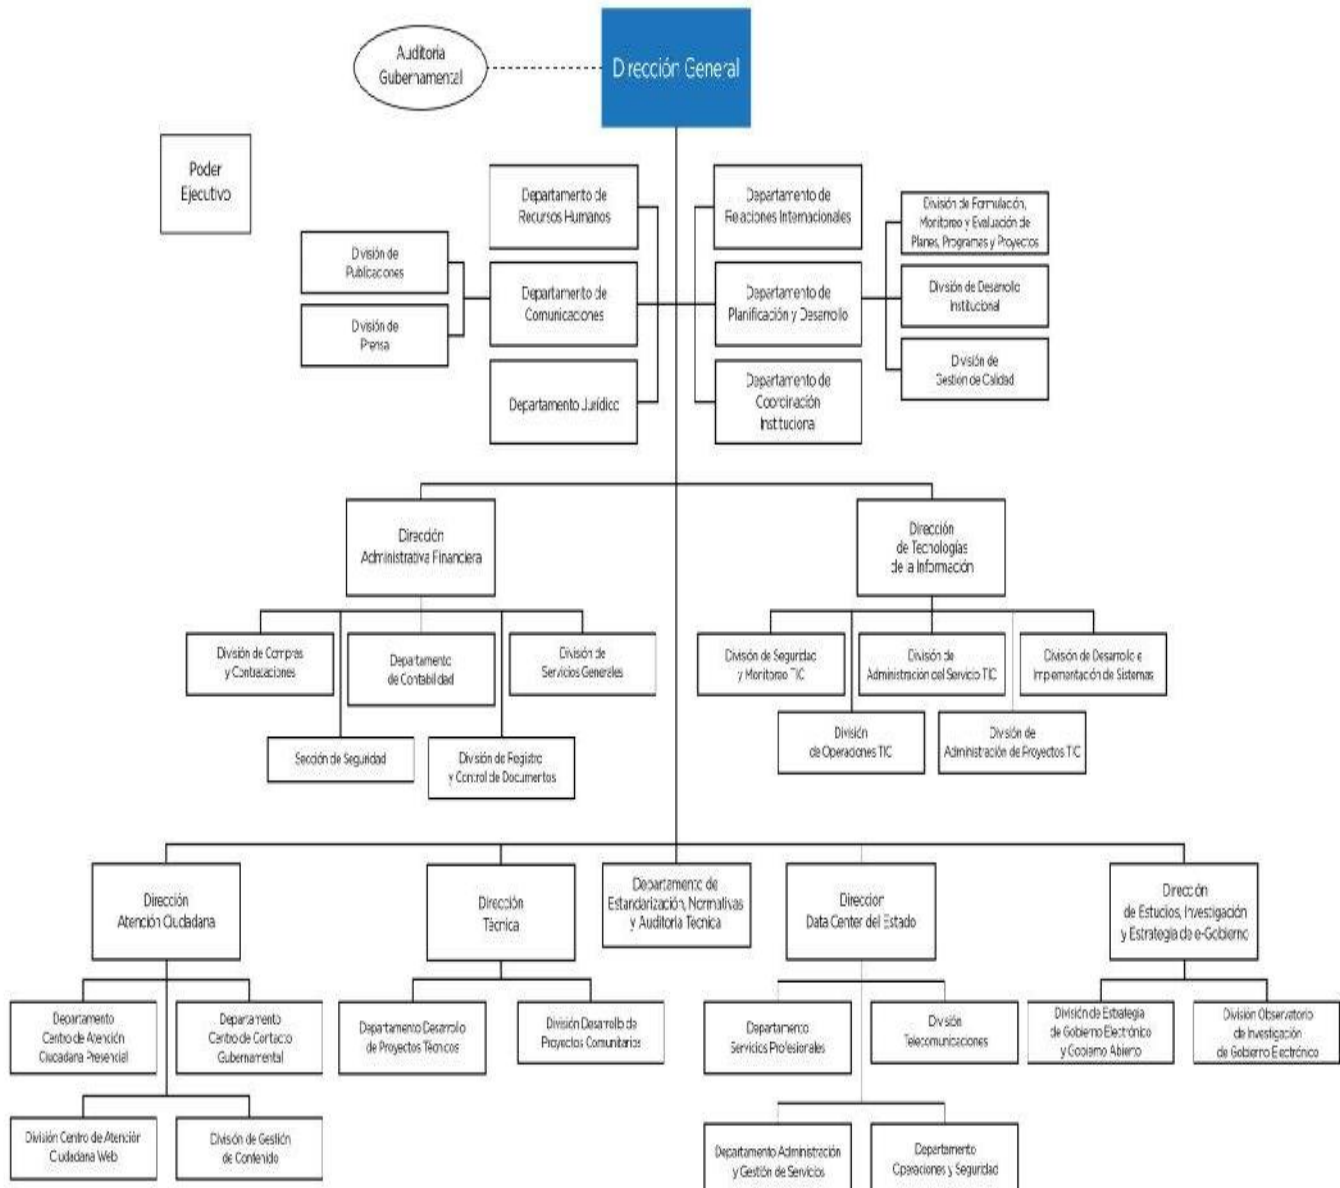 Auditoría
Gubernamental
Dirección General
Poder
Ejecutivo
Departamento de
Recursos Humanos
Departamento de
Relaciones Internacionales
División de Formulación,
Monitoreo y Evaluación de
Planes, Programas y Proyectos
División de
Publicaciones
Departamento de
Comunicaciones
Departamento de
Planificación y Desarrollo
División de Desarrollo
Institucional
División de
Prensa
División de
Gestión de Calidad
Departamento Jurídico
Departamento de
Coordinación
Institucional
Dirección
Administrativa Financiera
Dirección
de Tecnologías
de la Información
División de Compras
y Contrataciones
Departamento
de Contabilidad
División de
Servicios Generales
División de Seguridad
y Monitoreo TIC
División de
Administración del Servicio TIC
División de Desarrollo e
Implementación de Sistemas
Sección de Seguridad
División de Registro
y Control de Documentos
División
de Operaciones TIC
División de
Administración de Proyectos TIC
Dirección
Atención Ciudadana
Dirección
Técnica
Departamento de
Estandarización, Normativas
y Auditoría Técnica
Dirección
Data Center del Estado
Dirección
de Estudios, Investigación
y Estrategia de e-Gobierno
Departamento
Centro de Atención
Ciudadana Presencial
Departamento
Centro de Contacto
Gubernamental
Departamento Desarrollo
de Proyectos Técnicos
División Desarrollo de
Proyectos Comunitarios
Departamento
Servicios Profesionales
División
Telecomunicaciones
División de Estrategia
de Gobierno Electrónico
y Gobierno Abierto
División Observatorio
de Investigación
de Gobierno Electrónico
División Centro de Atención
Ciudadana Web
División de Gestión
de Contenido
Departamento Administración
y Gestión de Servicios
Departamento
Operaciones y Seguridad